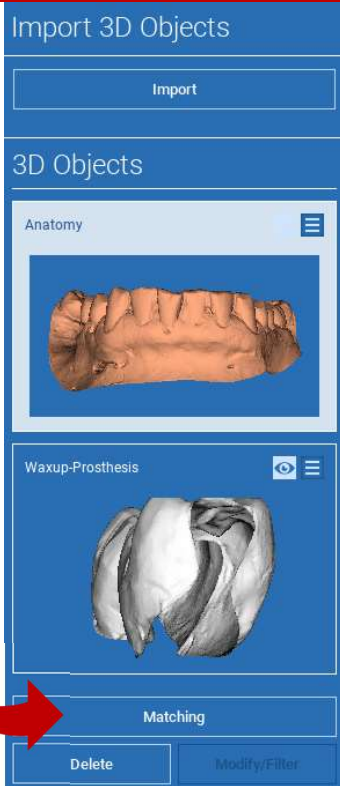 Import 3D Objects
Import
3D Objects
Anatomy
Waxup-Prosthesis
Matching
Delete Modify/Filter